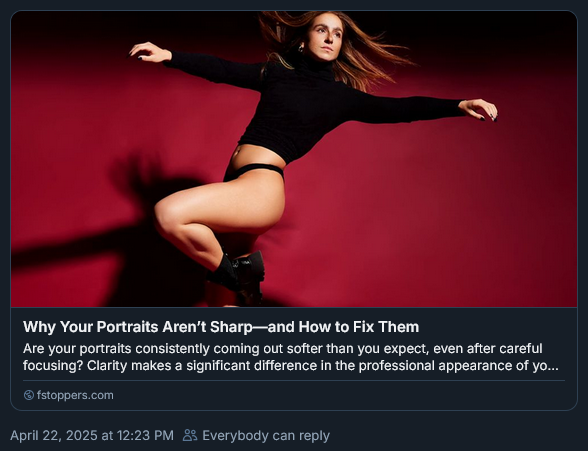 Why Your Portraits Aren’t Sharp—and How to Fix Them
Are your portraits consistently coming out softer than you expect, even after careful
focusing? Clarity makes a significant difference in the professional appearance of yo...
fstoppers.com
April 22, 2025 at 12:23 PM Everybody can reply